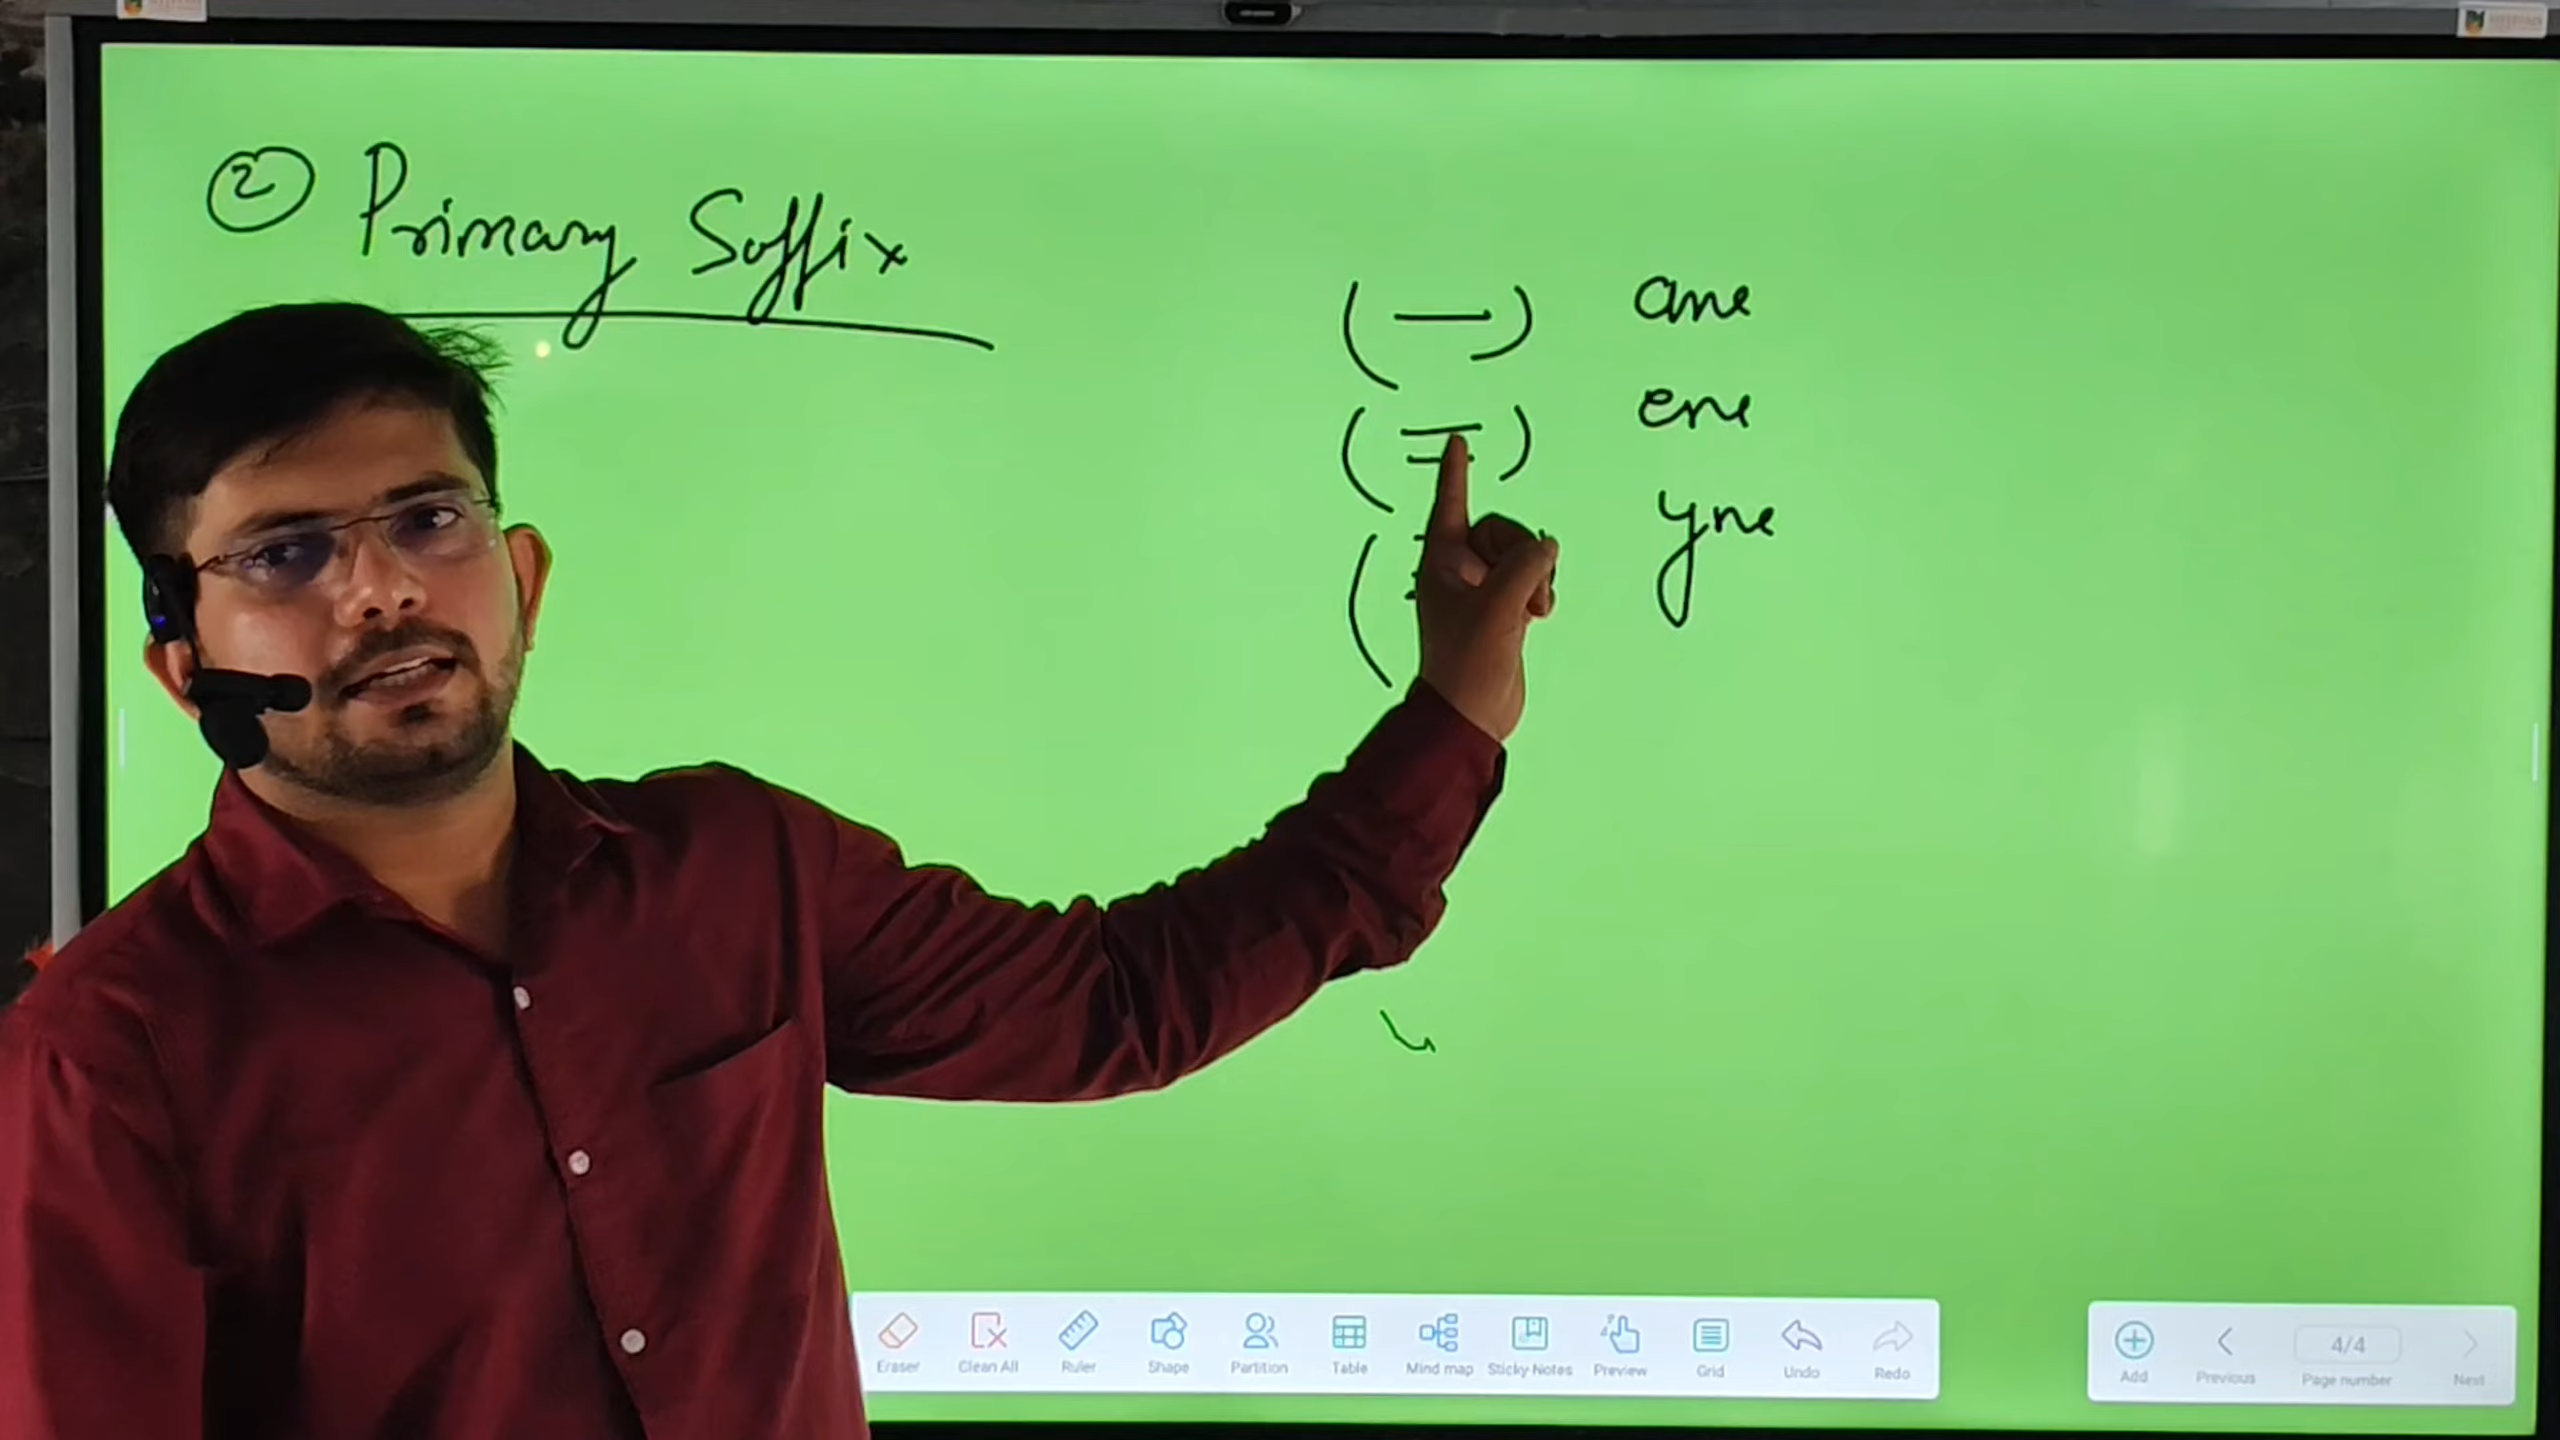 ② Primary Suffix
(—) ane
(=) ene
( yne
Eraser Clean All Ruler Shape Partition Table Mind map Sticky Notes Preview Grid Undo Redo
Add Previous 4/4 Page number Next